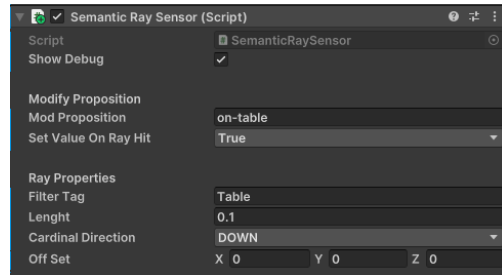 Semantic Ray Sensor (Script)
Script SemanticRaySensor
Show Debug
Modify Proposition
Mod Proposition on-table
Set Value On Ray Hit True
Ray Properties
Filter Tag Table
Lenght 0.1
Cardinal Direction DOWN
Off Set X 0 Y 0 Z 0